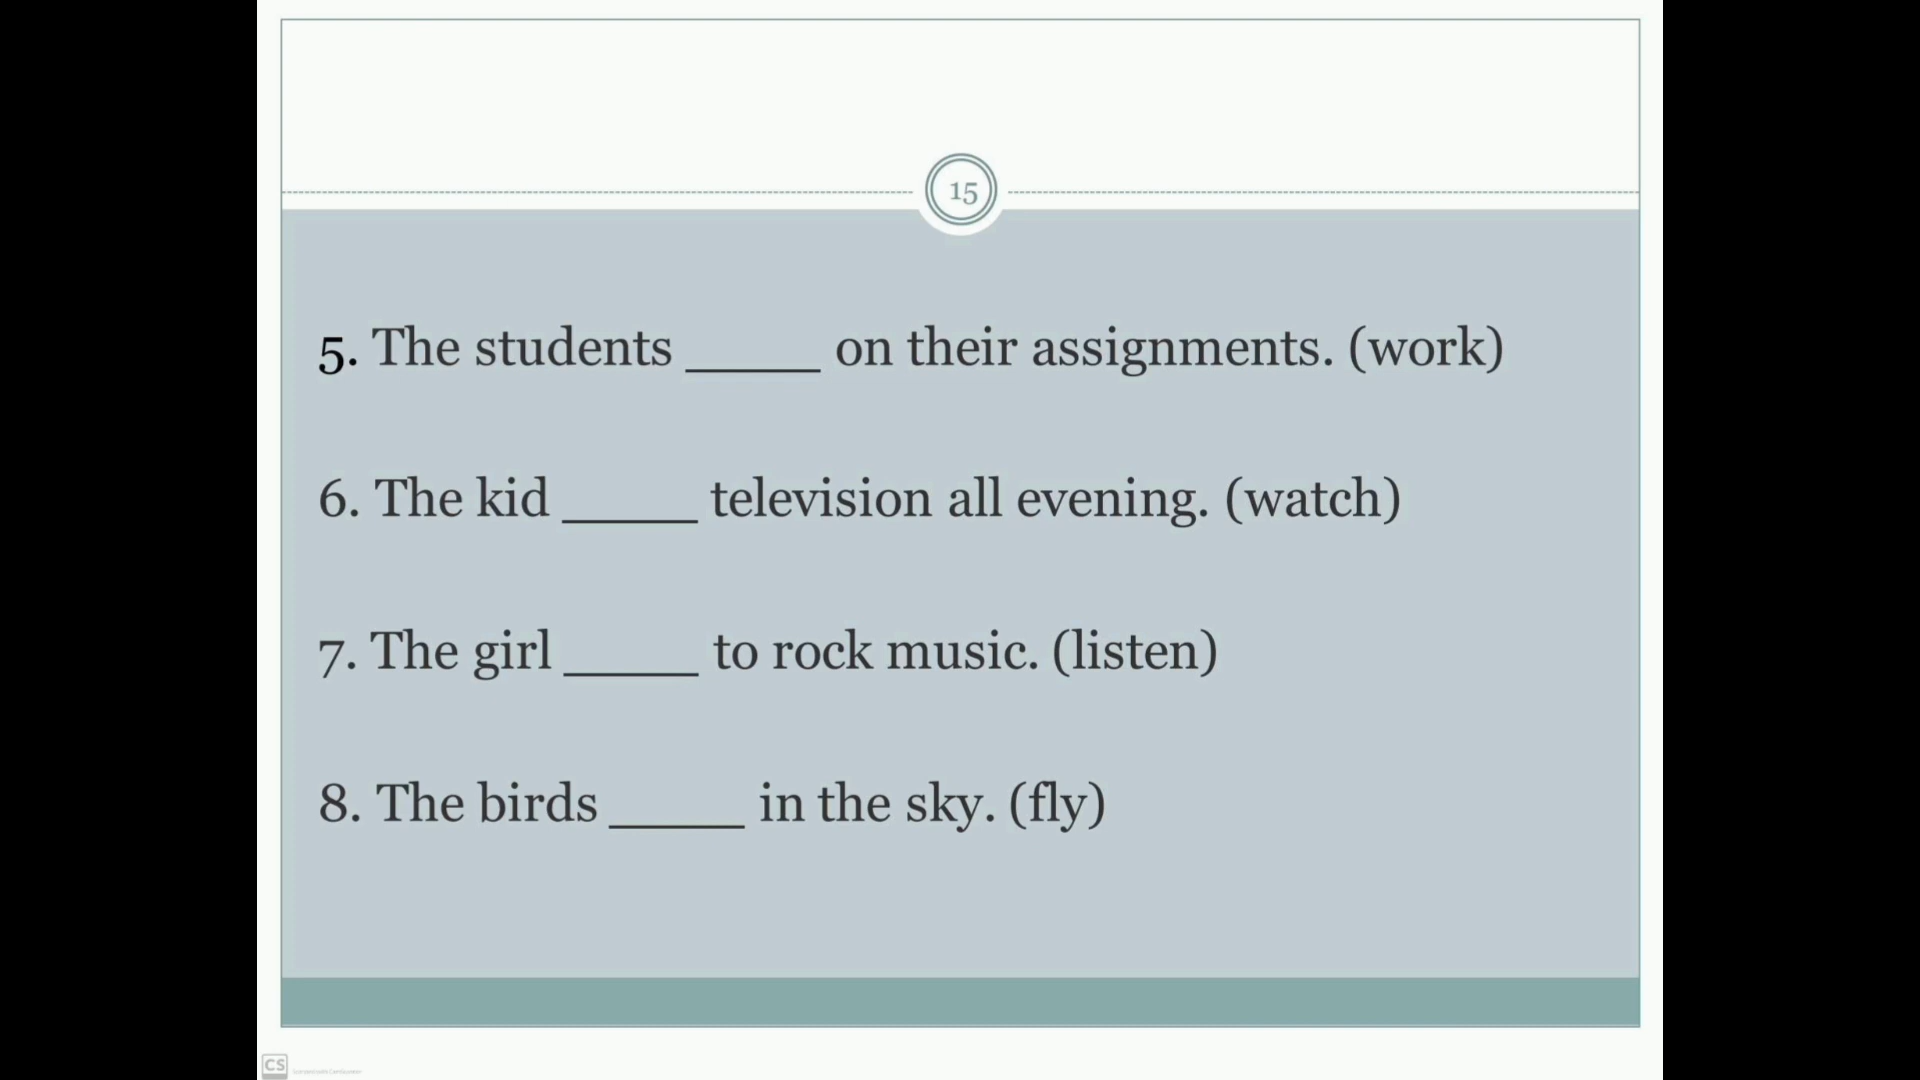 15
5. The students _____ on their assignments. (work)
6. The kid _____ television all evening. (watch)
7. The girl _____ to rock music. (listen)
8. The birds _____ in the sky. (fly)
CS